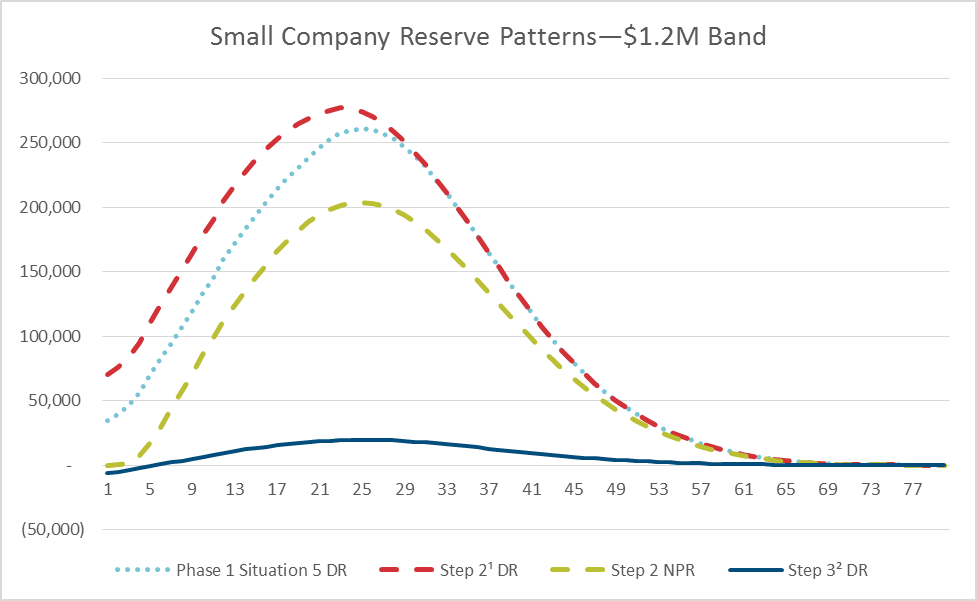 Small Company Reserve Patterns—$1.2M Band
300,000
250,000
200,000
150,000
100,000
50,000
-
1 5 9 13 17 21 25 29 33 37 41 45 49 53 57 61 65 69 73 77
(50,000)
Phase 1 Situation 5 DR Step 2¹ DR Step 2 NPR Step 3² DR